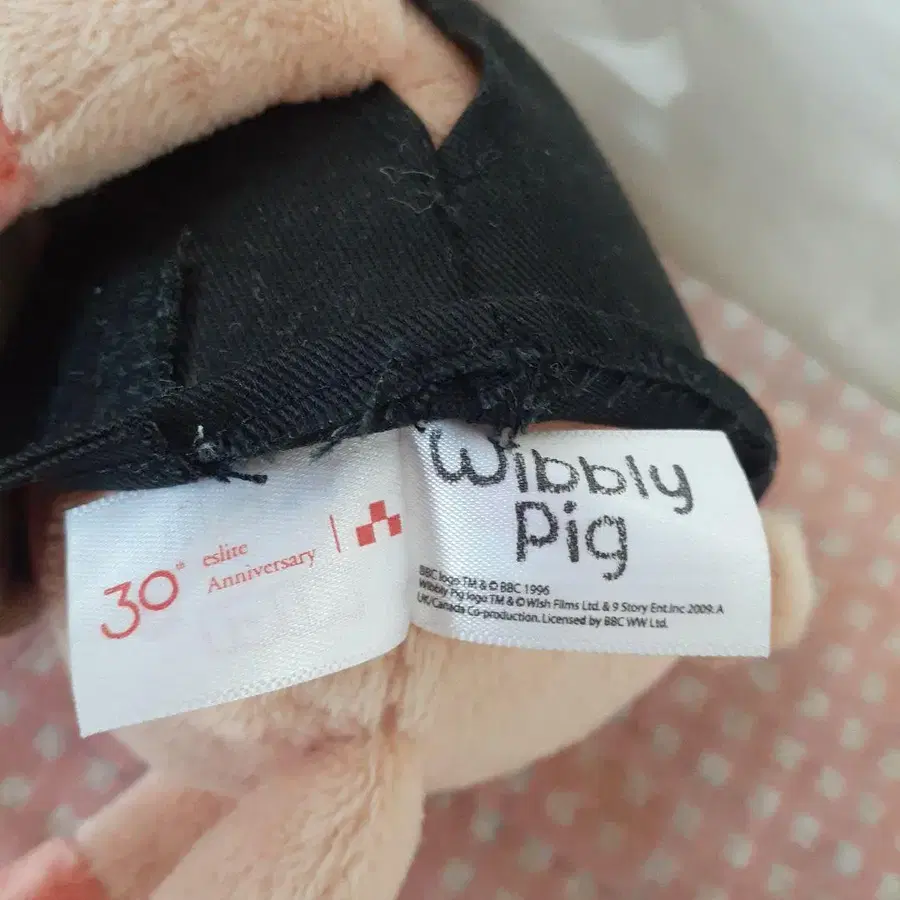 30th eslite
Anniversary
Wibbly
Pig
BBC logo TM & © BBC 1996
Wibbly Pig logo TM & © Wish Films Ltd. & 9 Story Ent.Inc 2009. A
UK/Canada Co-production. Licensed by BBC WW Ltd.